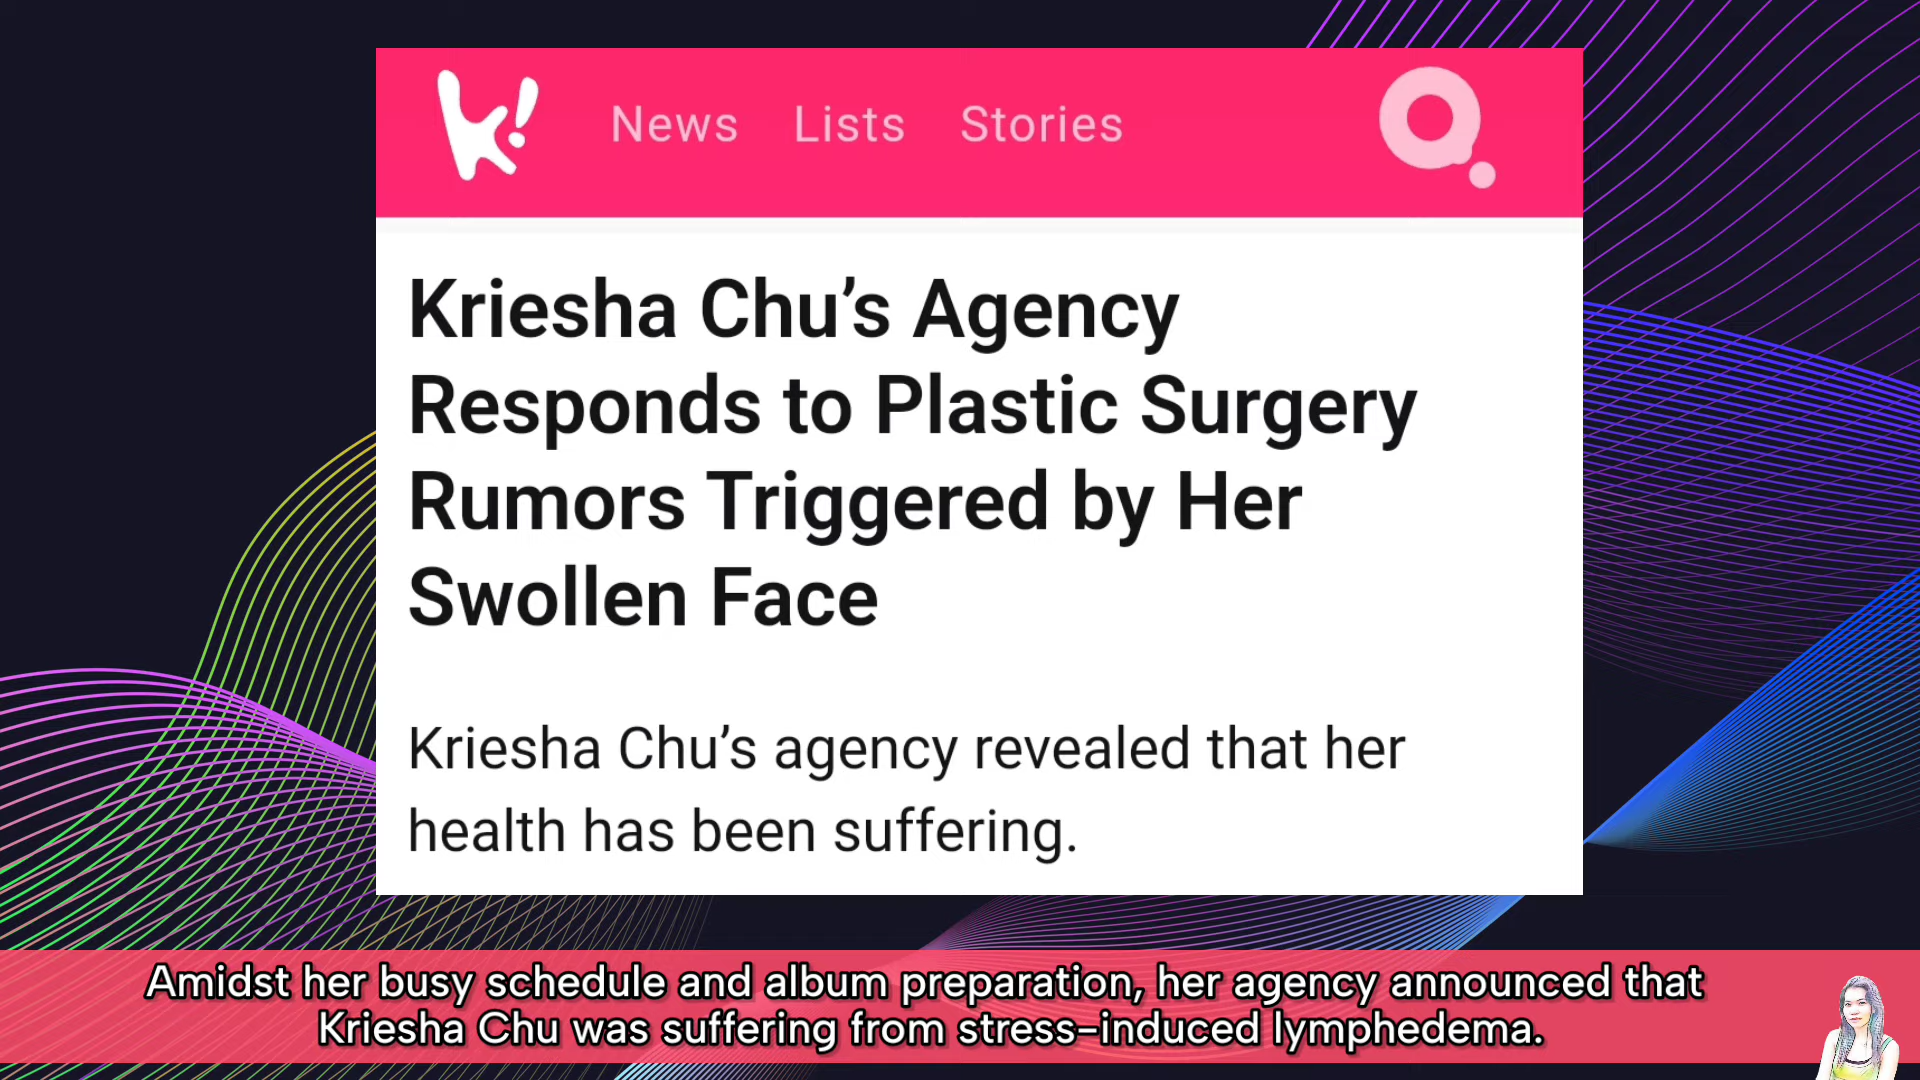 k!
News Lists Stories
Kriesha Chu’s Agency
Responds to Plastic Surgery
Rumors Triggered by Her
Swollen Face
Kriesha Chu’s agency revealed that her
health has been suffering.
Amidst her busy schedule and album preparation, her agency announced that
Kriesha Chu was suffering from stress-induced lymphedema.